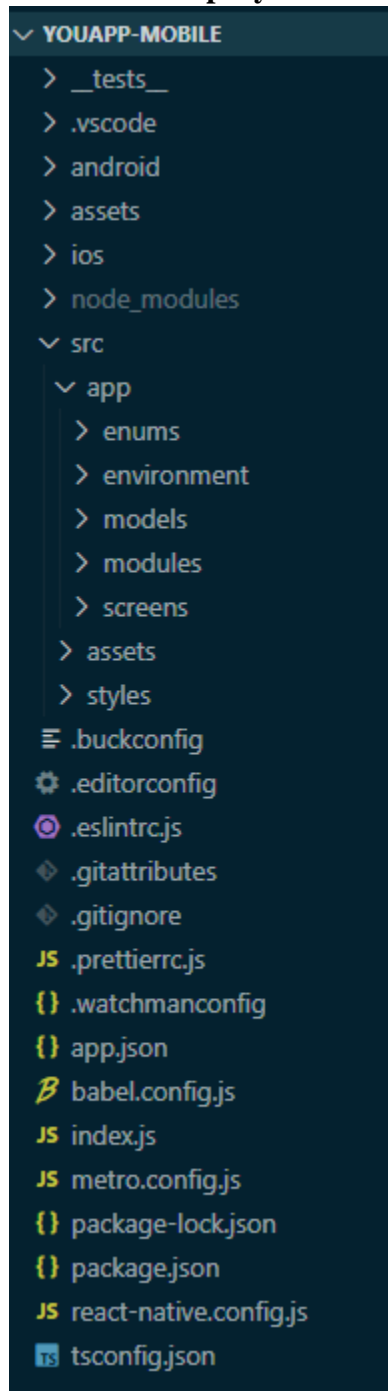 YOUAPP-MOBILE
__tests__
.vscode
android
assets
ios
node_modules
src
app
enums
environment
models
modules
screens
assets
styles
.buckconfig
.editorconfig
.eslintrc.js
.gitattributes
.gitignore
JS .prettierrc.js
{} .watchmanconfig
{} app.json
B babel.config.js
JS index.js
JS metro.config.js
{} package-lock.json
{} package.json
JS react-native.config.js
TS tsconfig.json